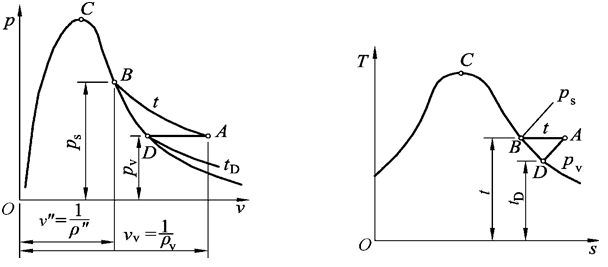 p
C
B
t
A
D
t_D
p_s
p_v
O
v
v''=1/ρ''
v_v=1/ρ_v
T
C
p_s
t
A
B
D
p_v
t
t_D
O
s